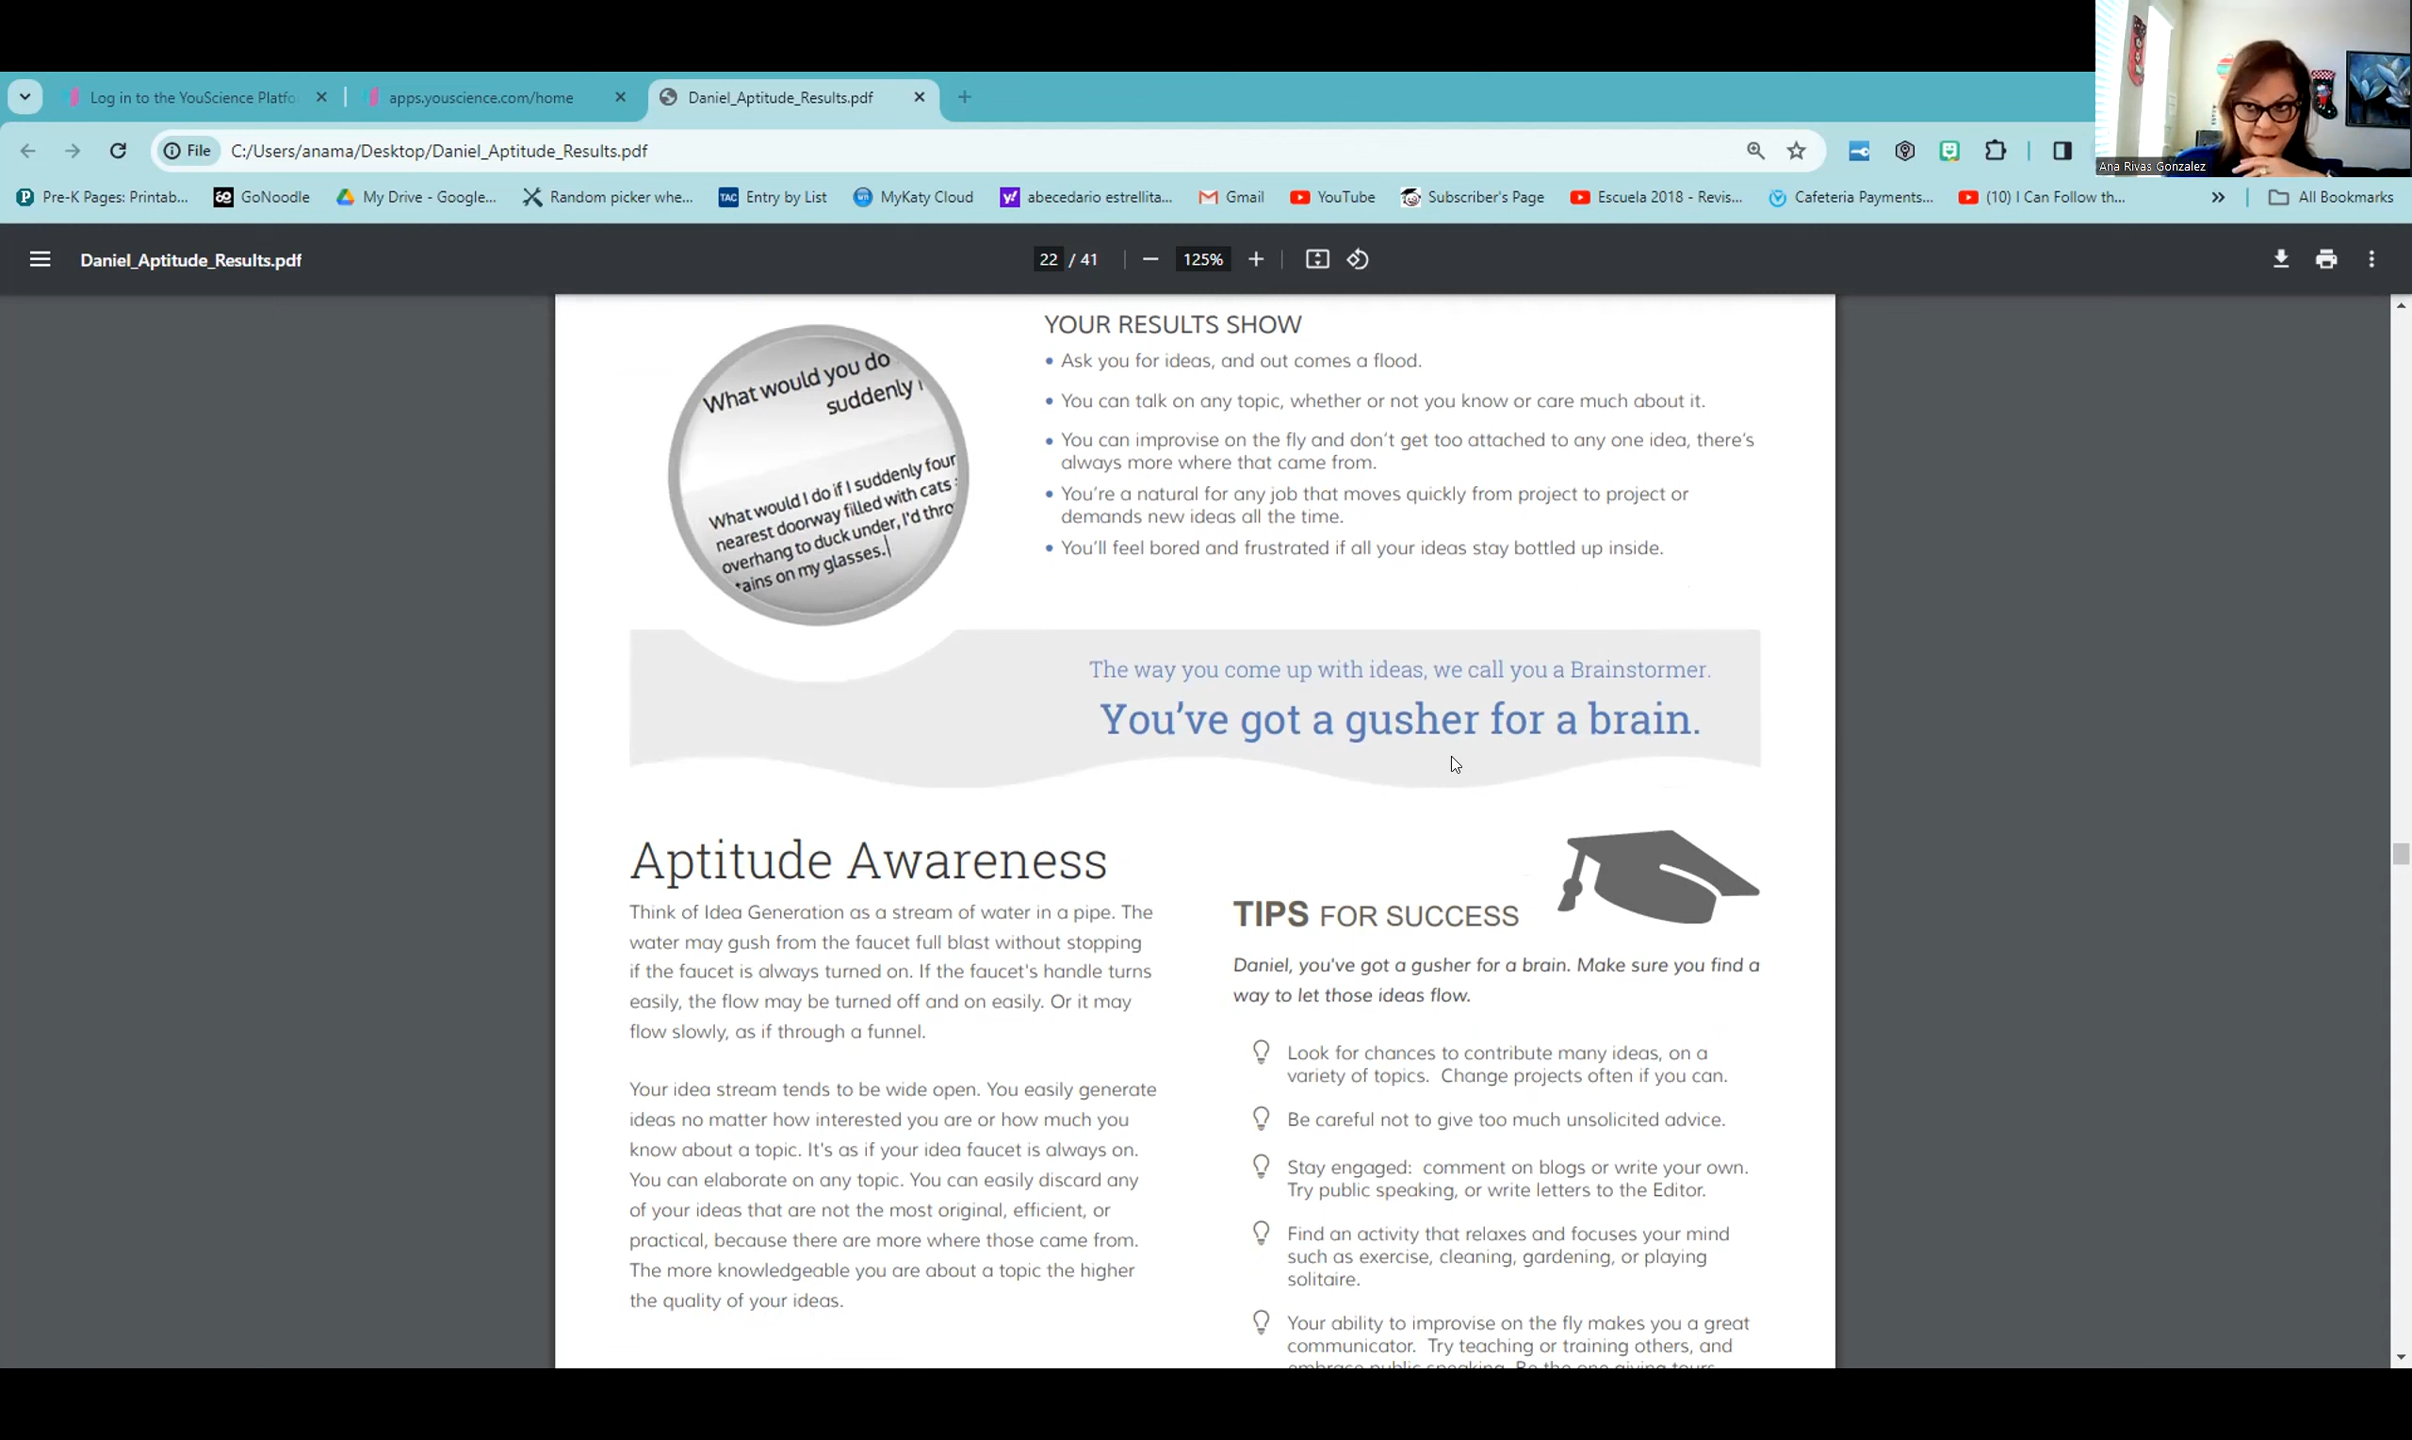 Log in to the YouScience Platfo
apps.youscience.com/home
Daniel_Aptitude_Results.pdf
File
C:/Users/anama/Desktop/Daniel_Aptitude_Results.pdf
Ana Rivas Gonzalez
Pre-K Pages: Printab...
GoNoodle
My Drive - Google...
Random picker whe...
TAC
Entry by List
MyKaty Cloud
abecedario estrellita...
Gmail
YouTube
Subscriber's Page
Escuela 2018 - Revis...
Cafeteria Payments...
(10) I Can Follow th...
All Bookmarks
Daniel_Aptitude_Results.pdf
22 / 41
125%
What would you do
suddenly
What would I do if I suddenly four
nearest doorway filled with cats
overhang to duck under, I'd thro
tains on my glasses.
YOUR RESULTS SHOW
• Ask you for ideas, and out comes a flood.
• You can talk on any topic, whether or not you know or care much about it.
• You can improvise on the fly and don't get too attached to any one idea, there's
always more where that came from.
• You're a natural for any job that moves quickly from project to project or
demands new ideas all the time.
• You'll feel bored and frustrated if all your ideas stay bottled up inside.
The way you come up with ideas, we call you a Brainstormer.
You've got a gusher for a brain.
Aptitude Awareness
Think of Idea Generation as a stream of water in a pipe. The
water may gush from the faucet full blast without stopping
if the faucet is always turned on. If the faucet's handle turns
easily, the flow may be turned off and on easily. Or it may
flow slowly, as if through a funnel.
Your idea stream tends to be wide open. You easily generate
ideas no matter how interested you are or how much you
know about a topic. It's as if your idea faucet is always on.
You can elaborate on any topic. You can easily discard any
of your ideas that are not the most original, efficient, or
practical, because there are more where those came from.
The more knowledgeable you are about a topic the higher
the quality of your ideas.
TIPS FOR SUCCESS
Daniel, you've got a gusher for a brain. Make sure you find a
way to let those ideas flow.
Look for chances to contribute many ideas, on a
variety of topics. Change projects often if you can.
Be careful not to give too much unsolicited advice.
Stay engaged: comment on blogs or write your own.
Try public speaking, or write letters to the Editor.
Find an activity that relaxes and focuses your mind
such as exercise, cleaning, gardening, or playing
solitaire.
Your ability to improvise on the fly makes you a great
communicator. Try teaching or training others, and
embrace public speaking. Be the one giving tours